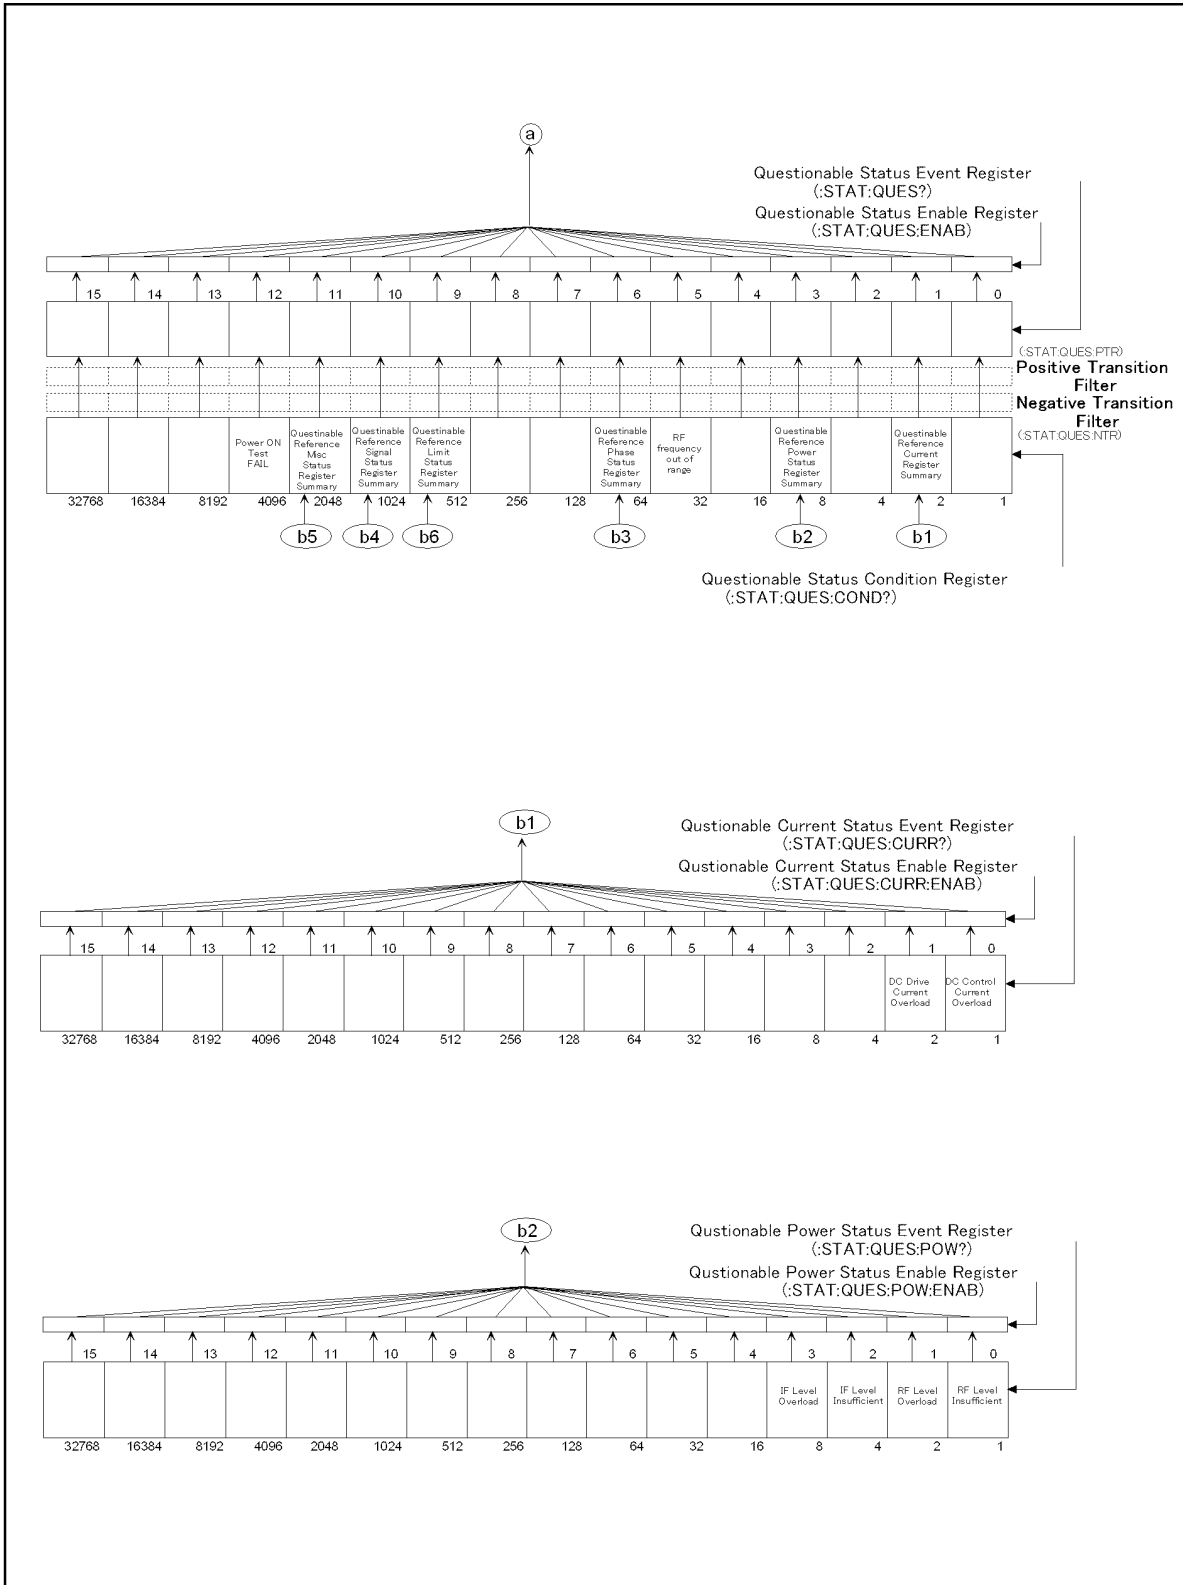 a
Questionable Status Event Register
(:STAT:QUES?)
Questionable Status Enable Register
(:STAT:QUES:ENAB)
15 14 13 12 11 10 9 8 7 6 5 4 3 2 1 0
(:STAT:QUES:PTR)
Positive Transition
Filter
Negative Transition
Filter
(:STAT:QUES:NTR)
Power ON
Test
FAIL
Questinable
Reference
Misc
Status
Register
Summary
Questinable
Reference
Signal
Status
Register
Summary
Questinable
Reference
Limit
Status
Register
Summary
Questinable
Reference
Phase
Status
Register
Summary
RF
frequency
out of
range
Questinable
Reference
Power
Status
Register
Summary
Questinable
Reference
Current
Register
Summary
32768 16384 8192 4096 2048 1024 512 256 128 64 32 16 8 4 2 1
b5 b4 b6 b3 b2 b1
Questionable Status Condition Register
(:STAT:QUES:COND?)
b1
Qustionable Current Status Event Register
(:STAT:QUES:CURR?)
Qustionable Current Status Enable Register
(:STAT:QUES:CURR:ENAB)
15 14 13 12 11 10 9 8 7 6 5 4 3 2 1 0
DC Drive
Current
Overload
DC Control
Current
Overload
32768 16384 8192 4096 2048 1024 512 256 128 64 32 16 8 4 2 1
b2
Qustionable Power Status Event Register
(:STAT:QUES:POW?)
Qustionable Power Status Enable Register
(:STAT:QUES:POW:ENAB)
15 14 13 12 11 10 9 8 7 6 5 4 3 2 1 0
IF Level
Overload
IF Level
Insufficient
RF Level
Overload
RF Level
Insufficient
32768 16384 8192 4096 2048 1024 512 256 128 64 32 16 8 4 2 1